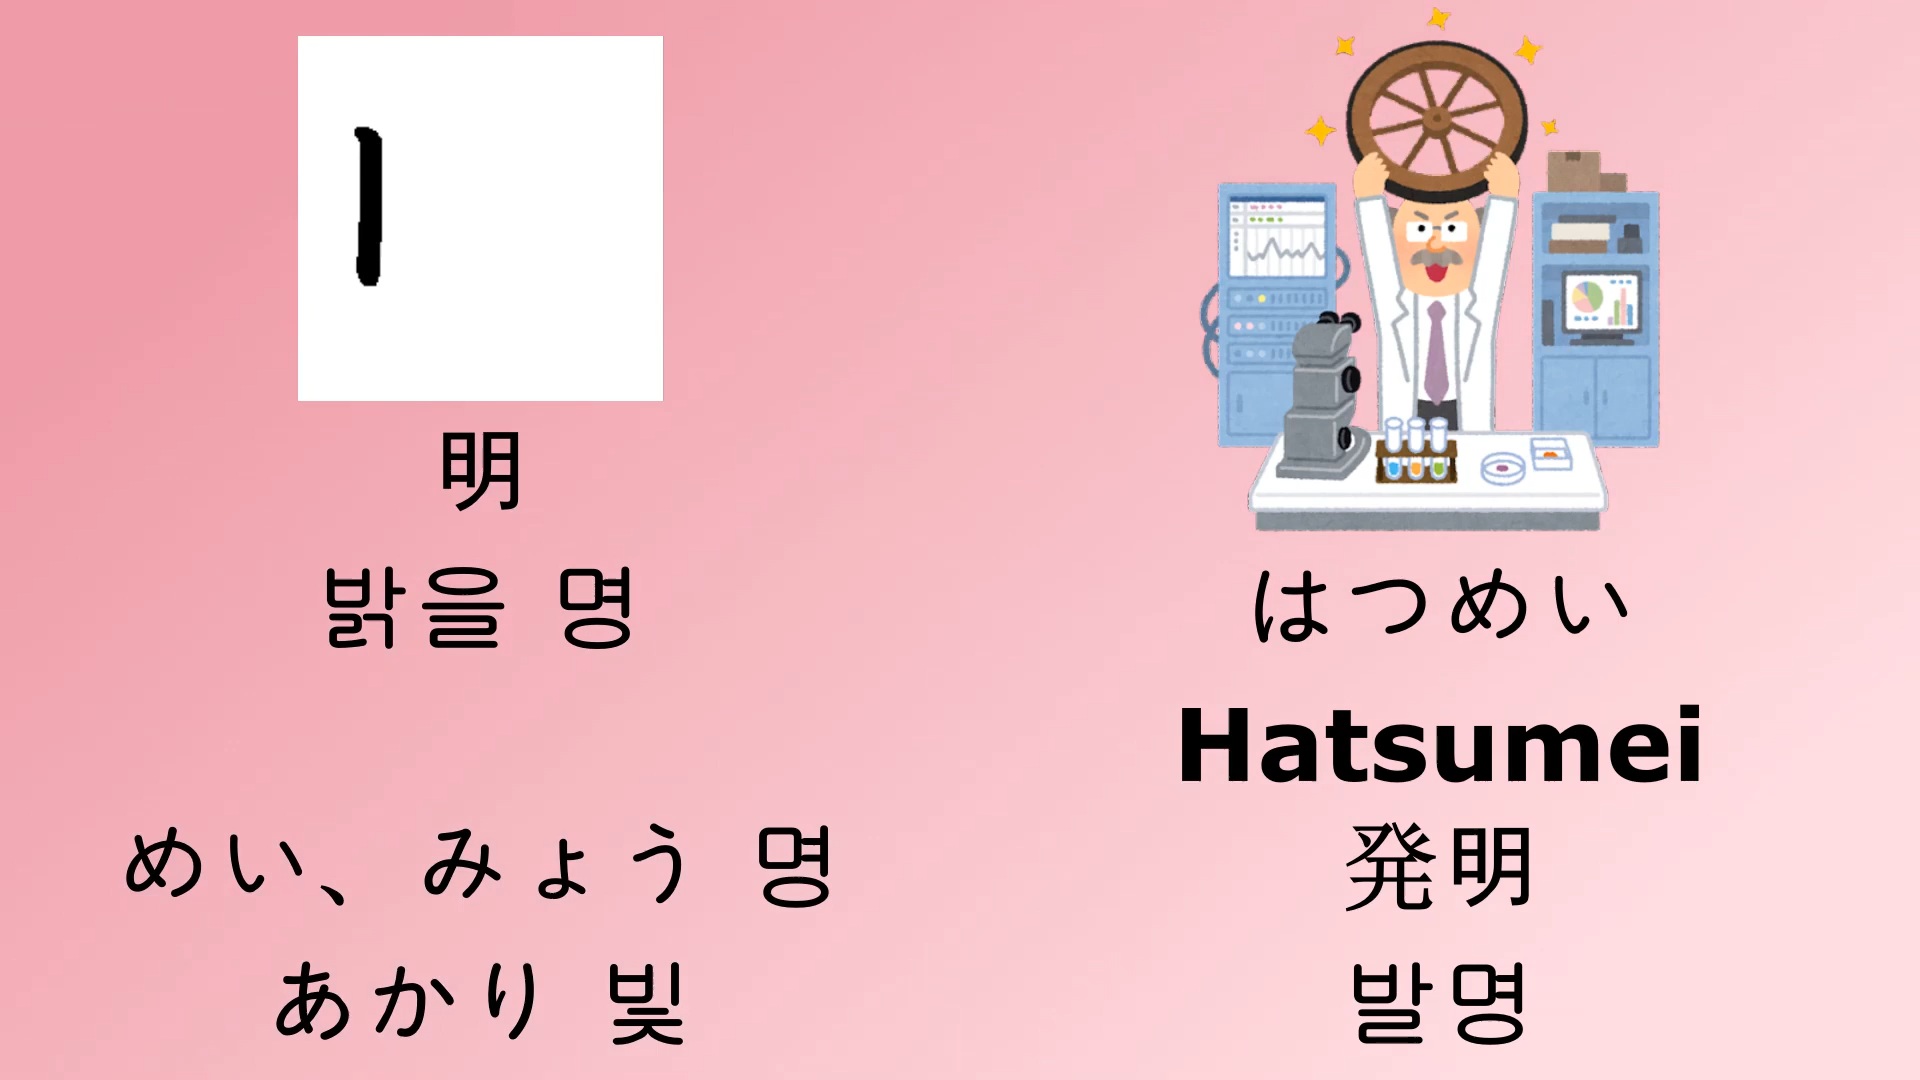 明
밝을 명
めい、みょう 명
あかり 빛
はつめい
Hatsumei
発明
발명